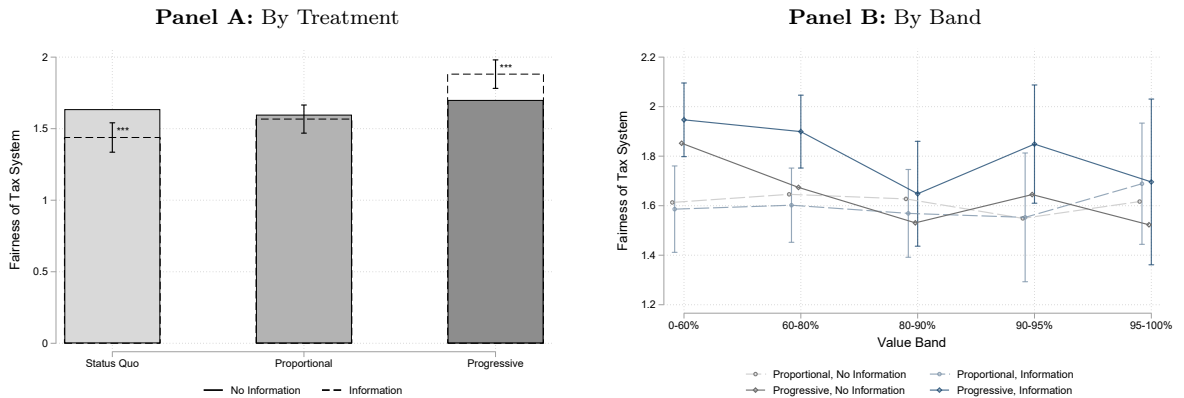 Panel A: By Treatment
Fairness of Tax System
2
1.5
1
0.5
0
***
***
Status Quo
Proportional
Progressive
No Information
Information
Panel B: By Band
Fairness of Tax System
2.2
2
1.8
1.6
1.4
1.2
0-60%
60-80%
80-90%
90-95%
95-100%
Value Band
Proportional, No Information
Proportional, Information
Progressive, No Information
Progressive, Information